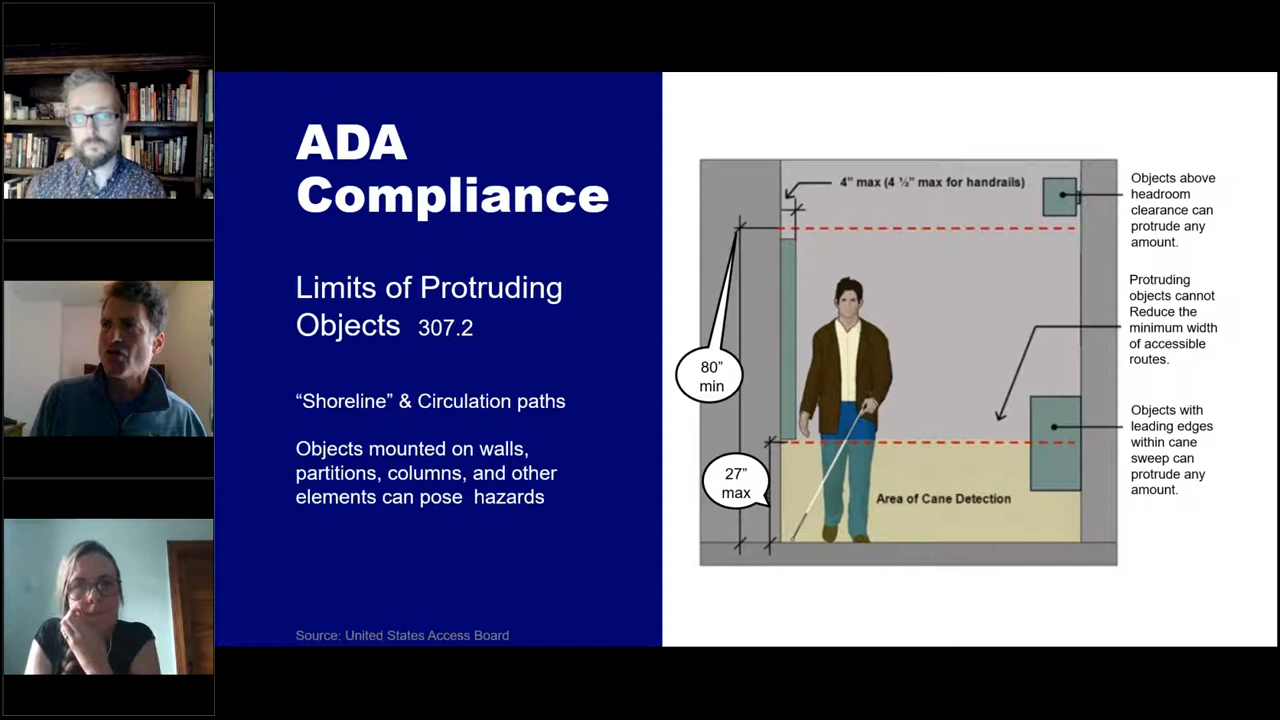 ADA
Compliance
Limits of Protruding
Objects 307.2
“Shoreline” & Circulation paths
Objects mounted on walls,
partitions, columns, and other
elements can pose hazards
Source: United States Access Board
4” max (4 ½” max for handrails)
80”
min
27”
max
Area of Cane Detection
Objects above
headroom
clearance can
protrude any
amount.
Protruding
objects cannot
Reduce the
minimum width
of accessible
routes.
Objects with
leading edges
within cane
sweep can
protrude any
amount.